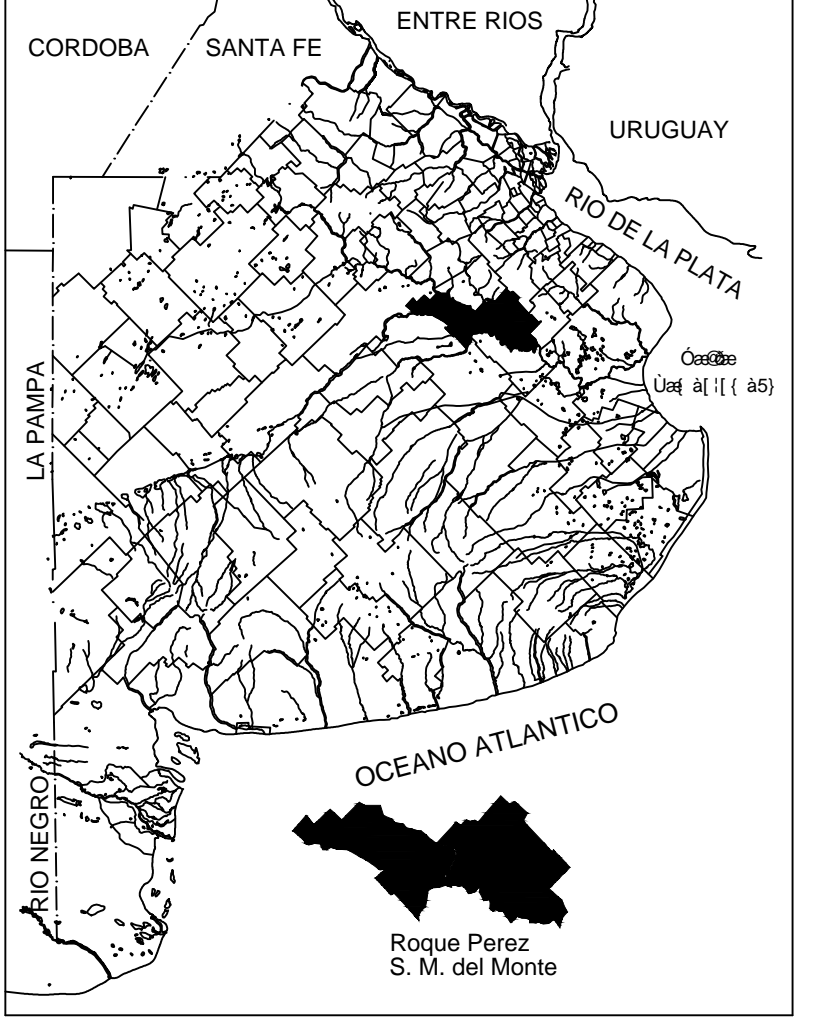 ENTRE RIOS
CORDOBA
SANTA FE
URUGUAY
RIO DE LA PLATA
LA PAMPA
OCEANO ATLANTICO
RIO NEGRO
Roque Perez
S. M. del Monte